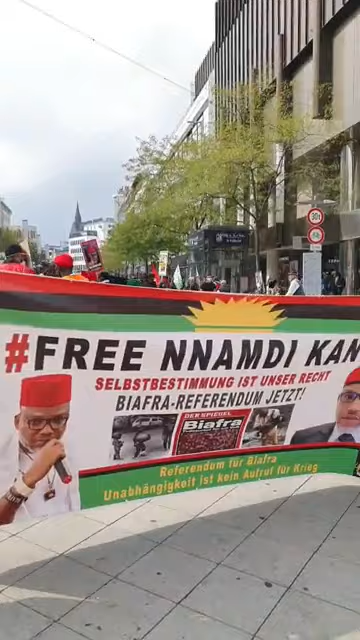 #FREE NNAMDI KAN
SELBSTBESTIMMUNG IST UNSER RECHT
BIAFRA-REFERENDUM JETZT!
DER SPIEGEL
Biafra
Referendum für Biafra
Unabhängigkeit ist kein Aufruf für Krieg
30